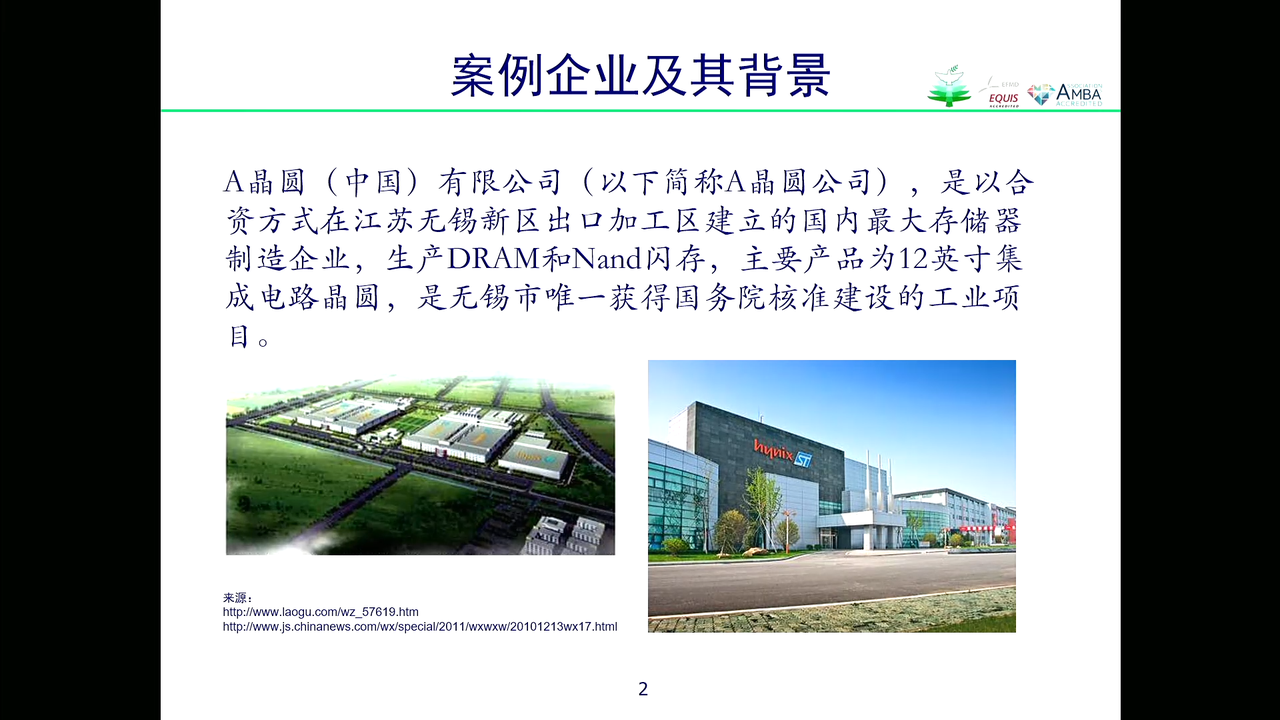 案例企业及其背景
EFMD
EQUIS
ACCREDITED
AMBA
ACCREDITED
A晶圆（中国）有限公司（以下简称A晶圆公司），是以合
资方式在江苏无锡新区出口加工区建立的国内最大存储器
制造企业，生产DRAM和Nand闪存，主要产品为12英寸集
成电路晶圆，是无锡市唯一获得国务院核准建设的工业项
目。
hynix ST
来源：
http://www.laogu.com/wz_57619.htm
http://www.js.chinanews.com/wx/special/2011/wxwxw/20101213wx17.html
2